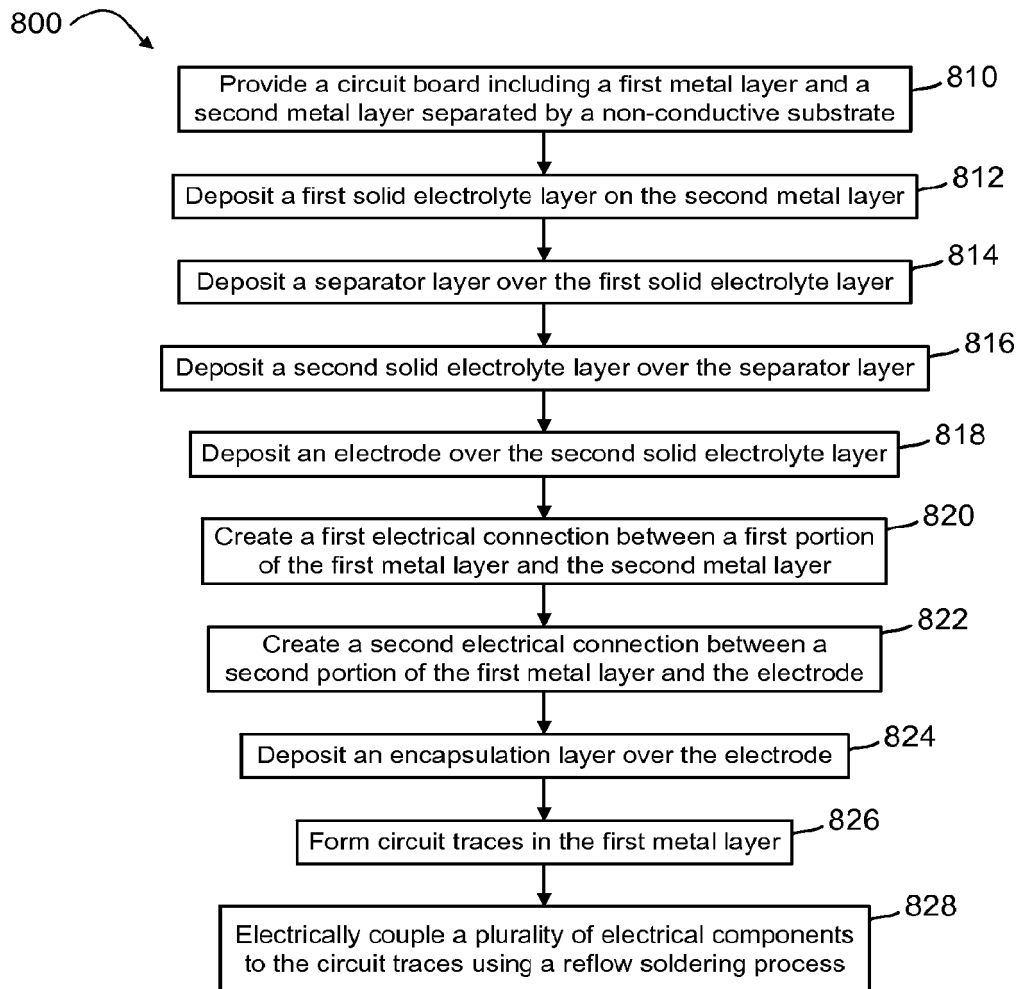 800
Provide a circuit board including a first metal layer and a
second metal layer separated by a non-conductive substrate
810
Deposit a first solid electrolyte layer on the second metal layer
812
Deposit a separator layer over the first solid electrolyte layer
814
Deposit a second solid electrolyte layer over the separator layer
816
Deposit an electrode over the second solid electrolyte layer
818
Create a first electrical connection between a first portion
of the first metal layer and the second metal layer
820
Create a second electrical connection between a
second portion of the first metal layer and the electrode
822
Deposit an encapsulation layer over the electrode
824
Form circuit traces in the first metal layer
826
Electrically couple a plurality of electrical components
to the circuit traces using a reflow soldering process
828